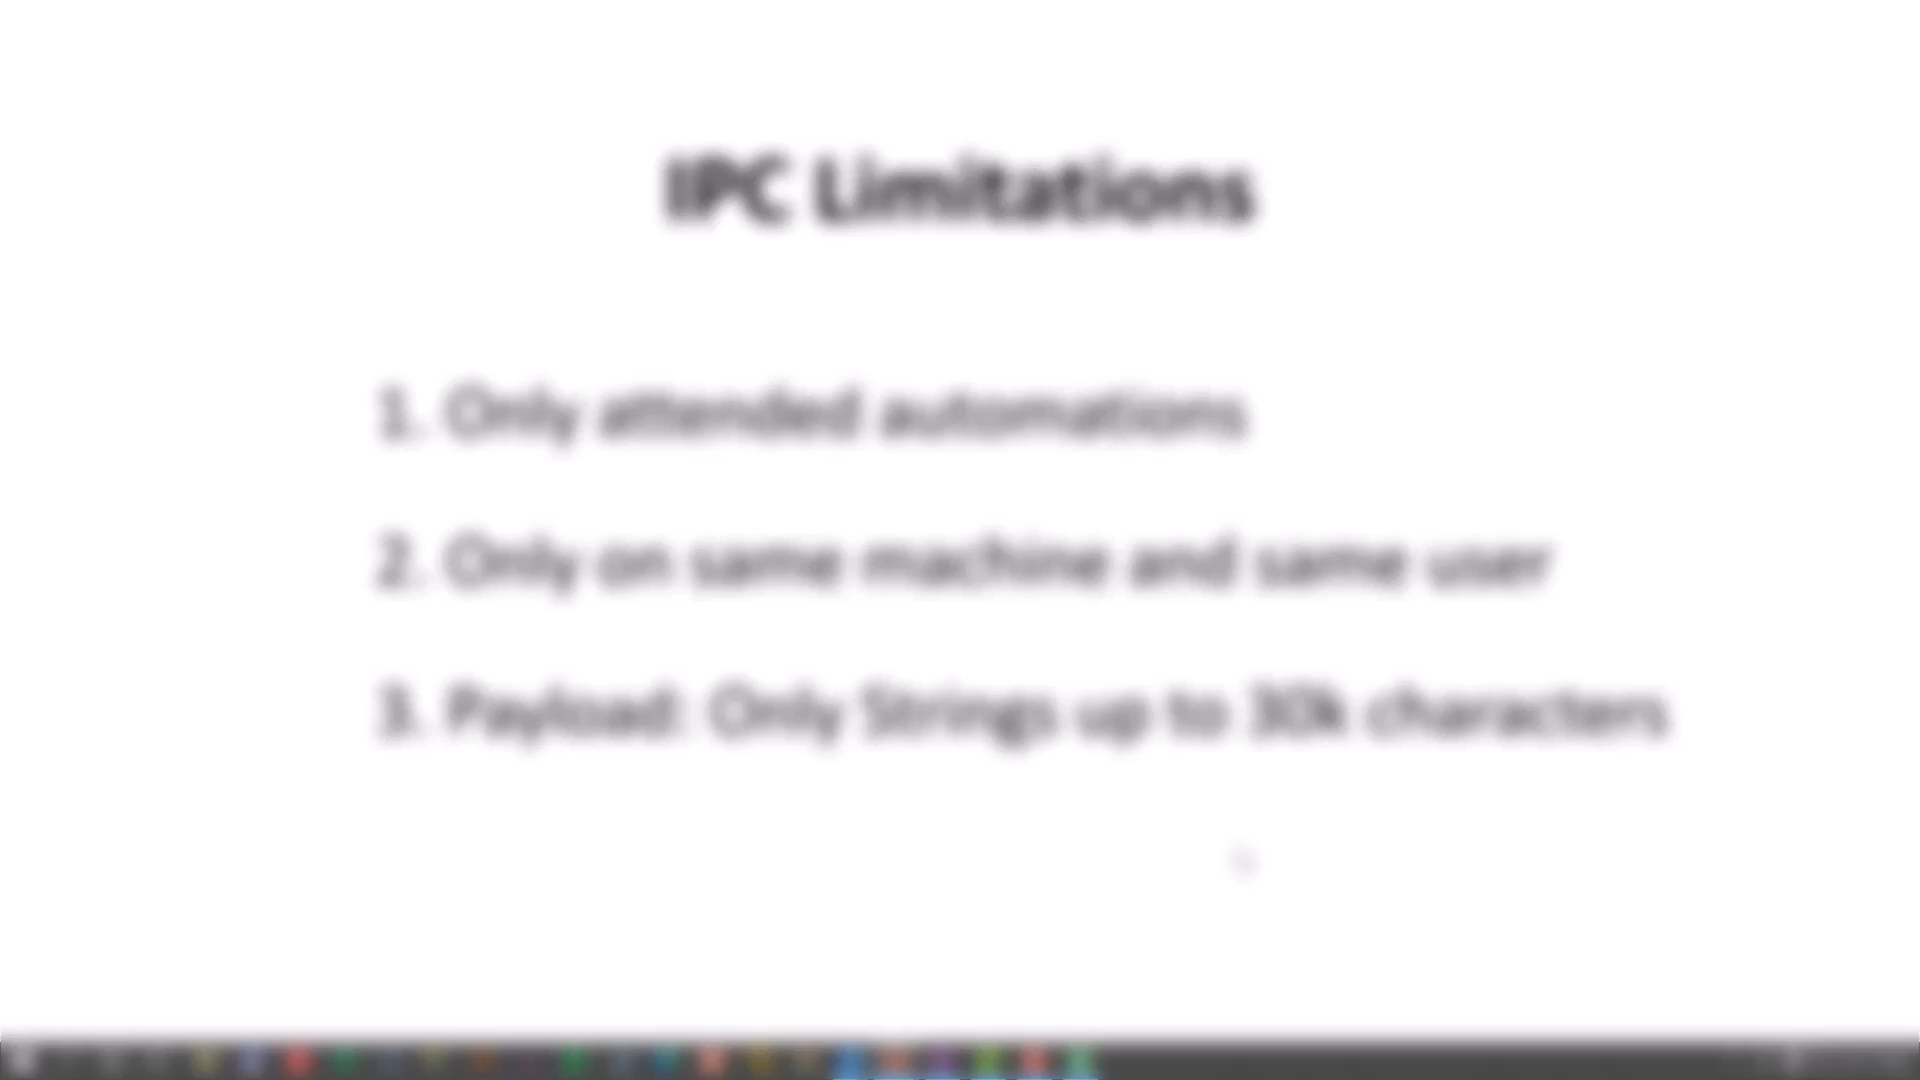 IPC Limitations
1. Only attended automations
2. Only on same machine and same user
3. Payload: Only Strings up to 30k characters